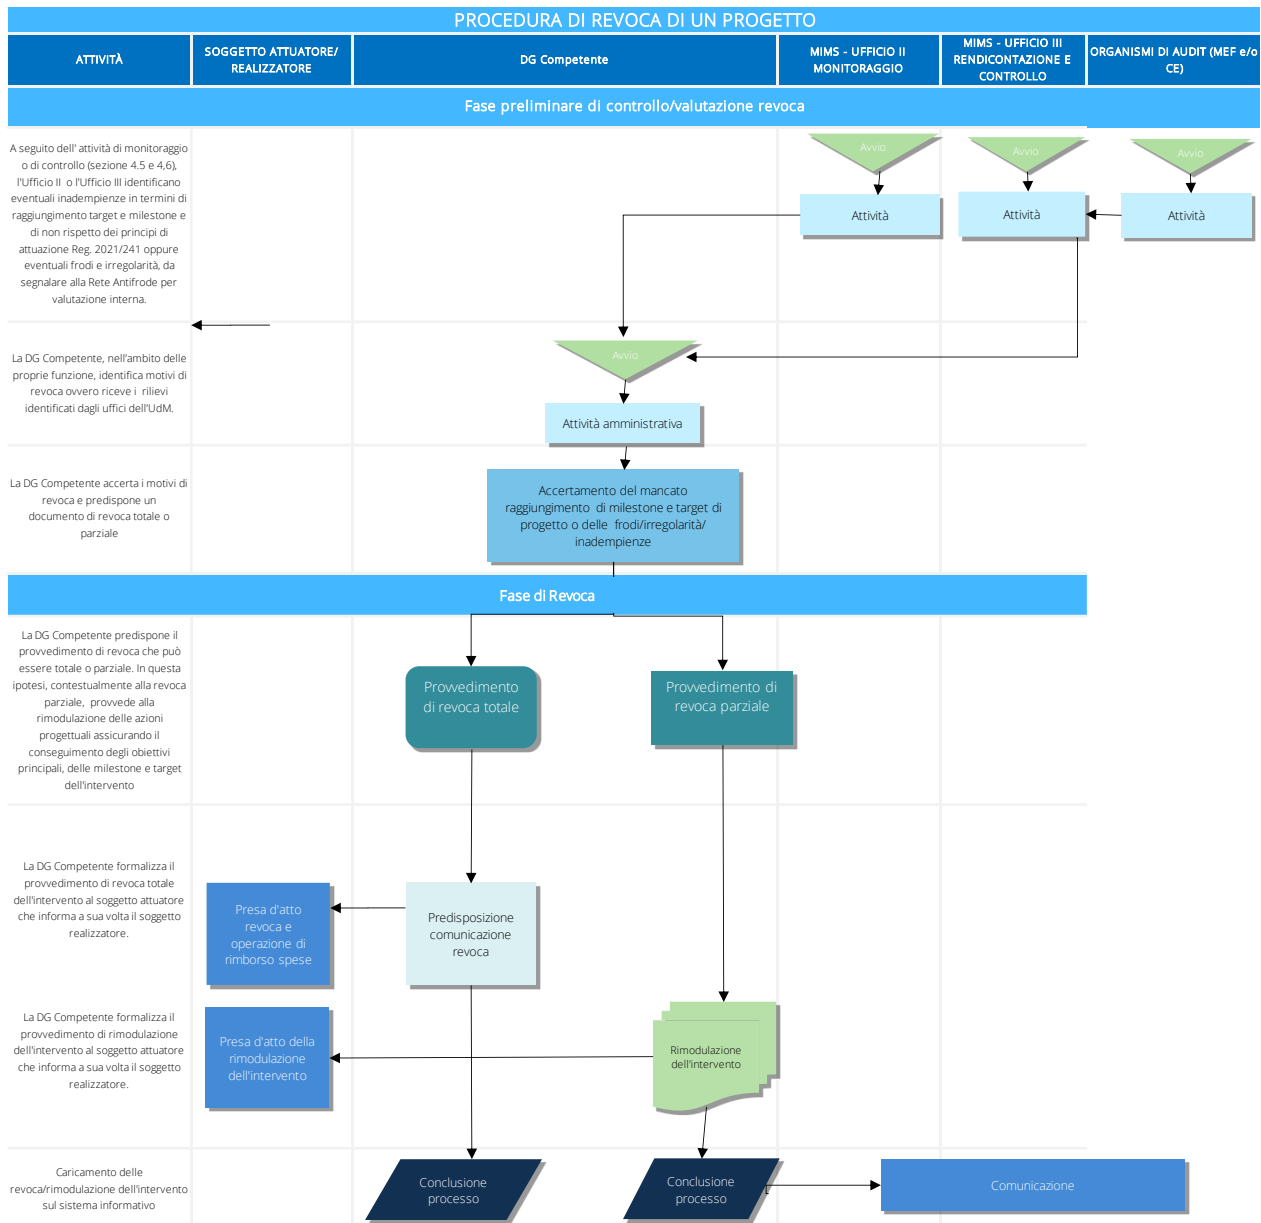 PROCEDURA DI REVOCA DI UN PROGETTO
ATTIVITÀ
SOGGETTO ATTUATORE/
REALIZZATORE
DG Competente
MIMS - UFFICIO II
MONITORAGGIO
MIMS - UFFICIO III
RENDICONTAZIONE E
CONTROLLO
ORGANISMI DI AUDIT (MEF e/o
CE)
Fase preliminare di controllo/valutazione revoca
A seguito dell' attività di monitoraggio
o di controllo (sezione 4.5 e 4.6),
l'Ufficio II o l'Ufficio III identificano
eventuali inadempienze in termini di
raggiungimento target e milestone e
di non rispetto dei principi di
attuazione Reg. 2021/241 oppure
eventuali frodi e irregolarità, da
segnalare alla Rete Antifrode per
valutazione interna.
Avvio
Avvio
Avvio
Attività
Attività
Attività
La DG Competente, nell'ambito delle
proprie funzione, identifica motivi di
revoca ovvero riceve i rilievi
identificati dagli uffici dell'UdM.
Avvio
Attività amministrativa
La DG Competente accerta i motivi di
revoca e predispone un
documento di revoca totale o
parziale
Accertamento del mancato
raggiungimento di milestone e target di
progetto o delle frodi/irregolarità/
inadempienze
Fase di Revoca
La DG Competente predispone il
provvedimento di revoca che può
essere totale o parziale. In questa
ipotesi, contestualmente alla revoca
parziale, provvede alla
rimodulazione delle azioni
progettuali assicurando il
conseguimento degli obiettivi
principali, delle milestone e target
dell'intervento
Provvedimento
di revoca totale
Provvedimento di
revoca parziale
La DG Competente formalizza il
provvedimento di revoca totale
dell'intervento al soggetto attuatore
che informa a sua volta il soggetto
realizzatore.
Presa d'atto
revoca e
operazione di
rimborso spese
Predisposizione
comunicazione
revoca
La DG Competente formalizza il
provvedimento di rimodulazione
dell'intervento al soggetto attuatore
che informa a sua volta il soggetto
realizzatore.
Presa d'atto della
rimodulazione
dell'intervento
Rimodulazione
dell'intervento
Caricamento delle
revoca/rimodulazione dell'intervento
sul sistema informativo
Conclusione
processo
Conclusione
processo
Comunicazione